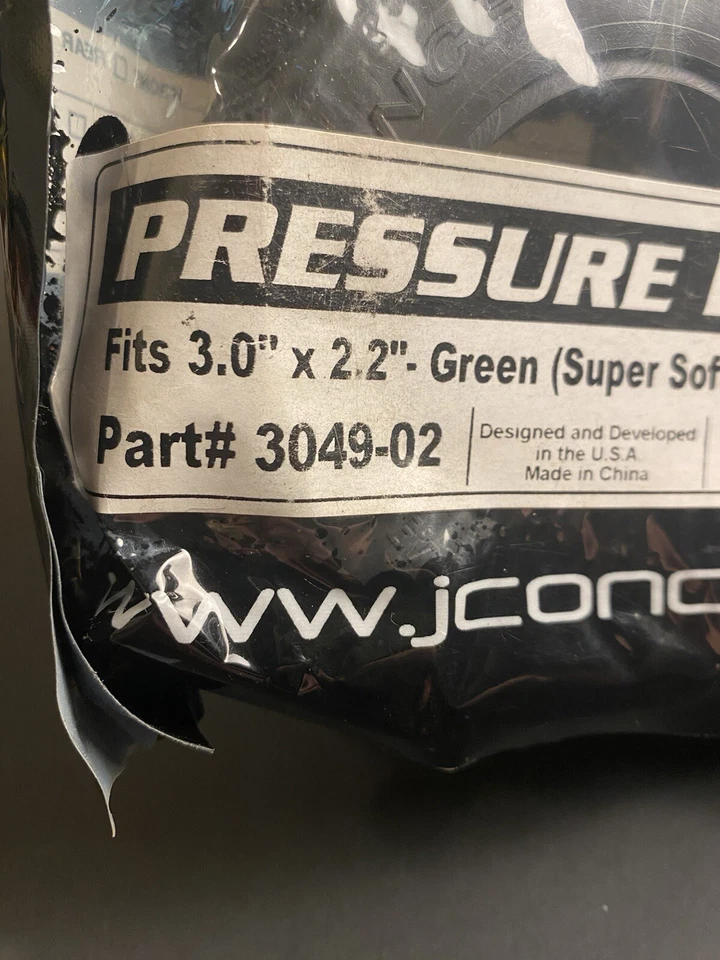 PRESSURE
Fits 3.0" x 2.2"- Green (Super Sof
Part# 3049-02
Designed and Developed
in the U.S.A.
Made in China
www.jconc